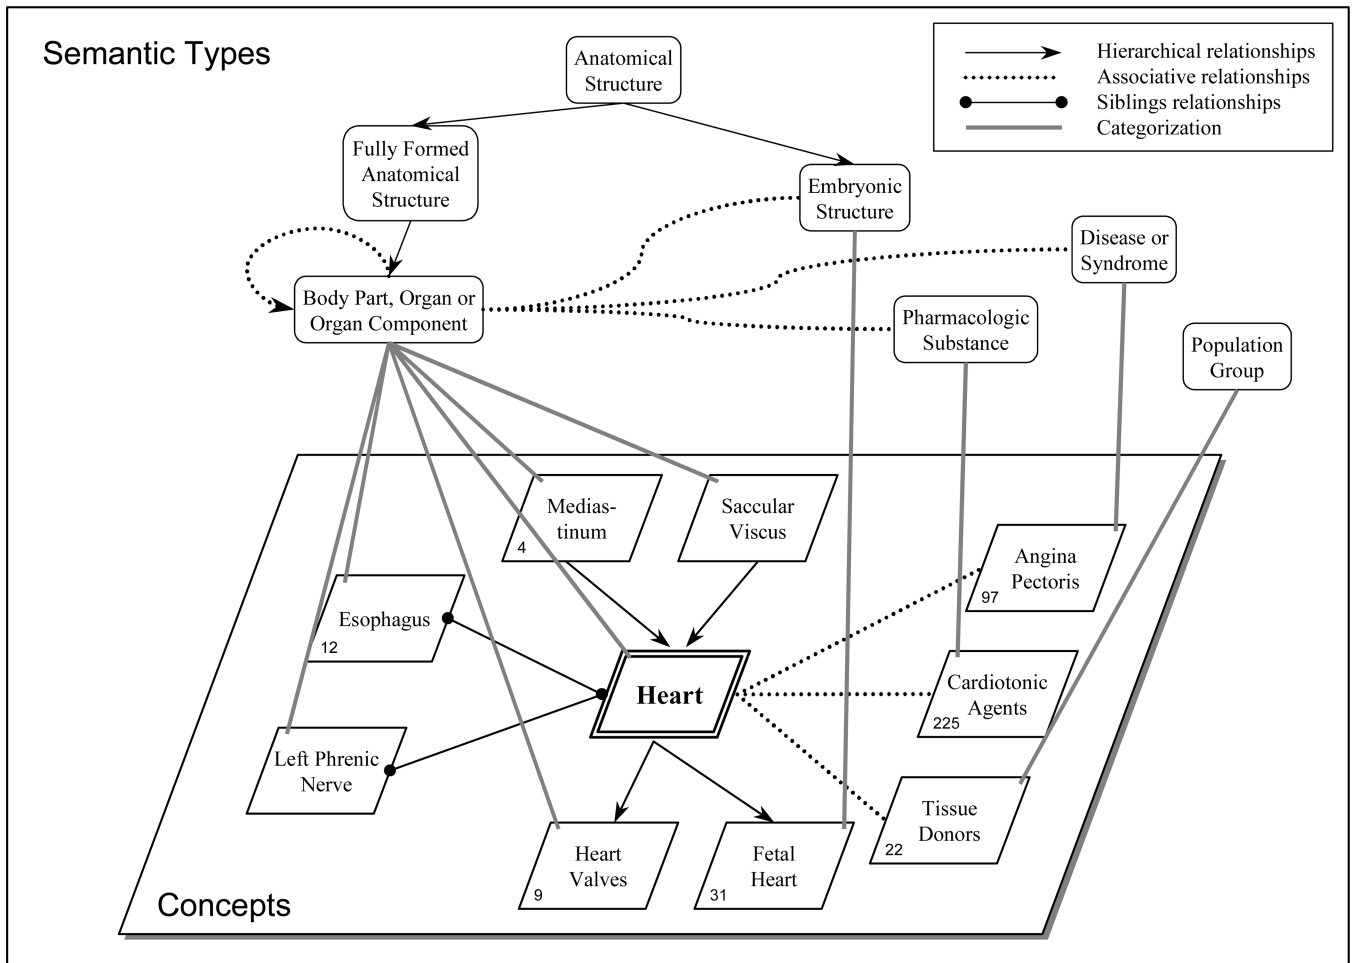 Semantic Types
Anatomical
Structure
Hierarchical relationships
Associative relationships
Siblings relationships
Categorization
Fully Formed
Anatomical
Structure
Embryonic
Structure
Disease or
Syndrome
Body Part, Organ or
Organ Component
Pharmacologic
Substance
Population
Group
Medias-
tinum
4
Saccular
Viscus
Angina
Pectoris
97
Esophagus
12
Heart
Cardiotonic
Agents
225
Left Phrenic
Nerve
Tissue
Donors
22
Heart
Valves
9
Fetal
Heart
31
Concepts